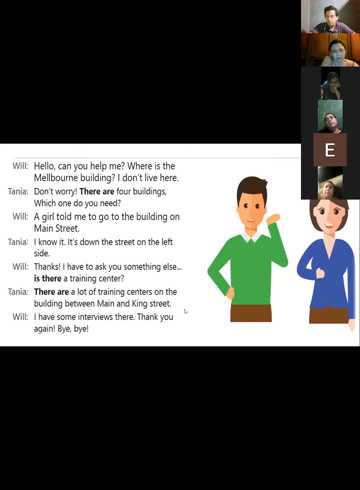 Will: Hello, can you help me? Where is the
Mellbourne building? I don't live here.
Tania: Don't worry! There are four buildings,
Which one do you need?
Will: A girl told me to go to the building on
Main Street.
Tania: I know it. It's down the street on the left
side.
Will: Thanks! I have to ask you something else...
is there a training center?
Tania: There are a lot of training centers on the
building between Main and King street.
Will: I have some interviews there. Thank you
again! Bye, bye!
E